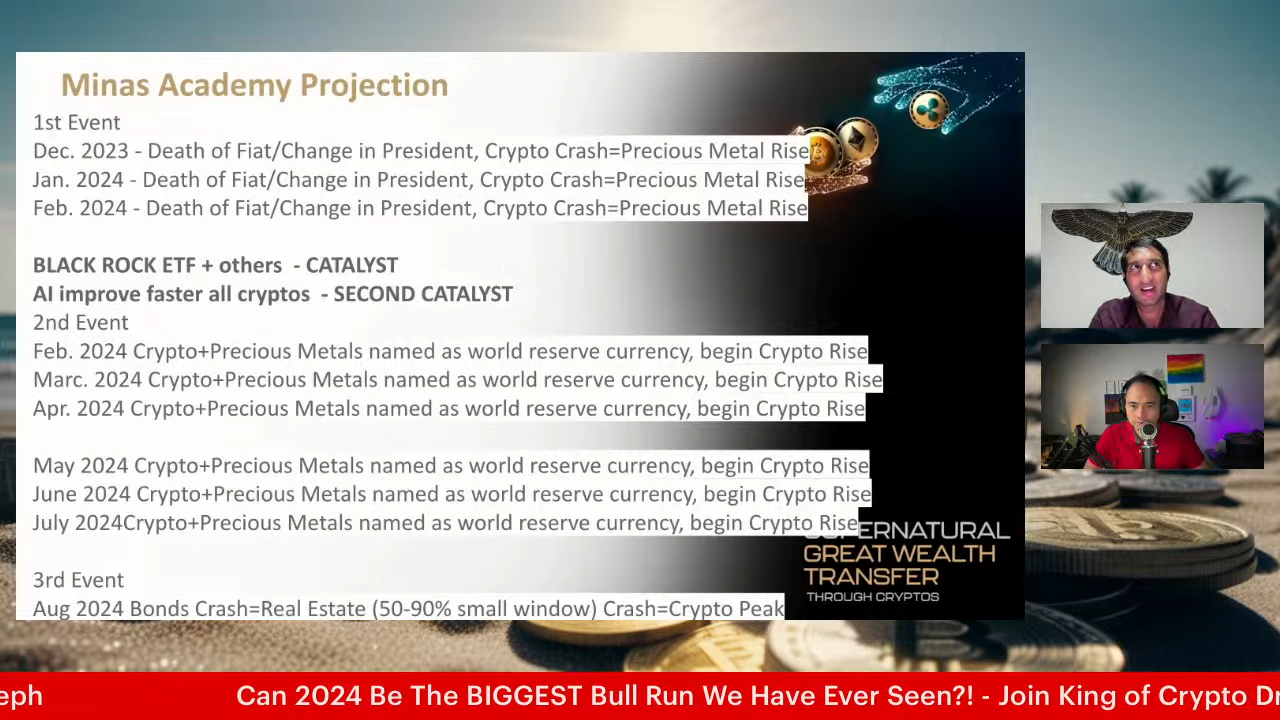 Minas Academy Projection
1st Event
Dec. 2023 - Death of Fiat/Change in President, Crypto Crash=Precious Metal Rise
Jan. 2024 - Death of Fiat/Change in President, Crypto Crash=Precious Metal Rise
Feb. 2024 - Death of Fiat/Change in President, Crypto Crash=Precious Metal Rise
BLACK ROCK ETF + others  - CATALYST
AI improve faster all cryptos  - SECOND CATALYST
2nd Event
Feb. 2024 Crypto+Precious Metals named as world reserve currency, begin Crypto Rise
Marc. 2024 Crypto+Precious Metals named as world reserve currency, begin Crypto Rise
Apr. 2024 Crypto+Precious Metals named as world reserve currency, begin Crypto Rise
May 2024 Crypto+Precious Metals named as world reserve currency, begin Crypto Rise
June 2024 Crypto+Precious Metals named as world reserve currency, begin Crypto Rise
July 2024Crypto+Precious Metals named as world reserve currency, begin Crypto Rise
3rd Event
Aug 2024 Bonds Crash=Real Estate (50-90% small window) Crash=Crypto Peak
SUPERNATURAL
GREAT WEALTH
TRANSFER
THROUGH CRYPTOS
eph Can 2024 Be The BIGGEST Bull Run We Have Ever Seen?! - Join King of Crypto Dr